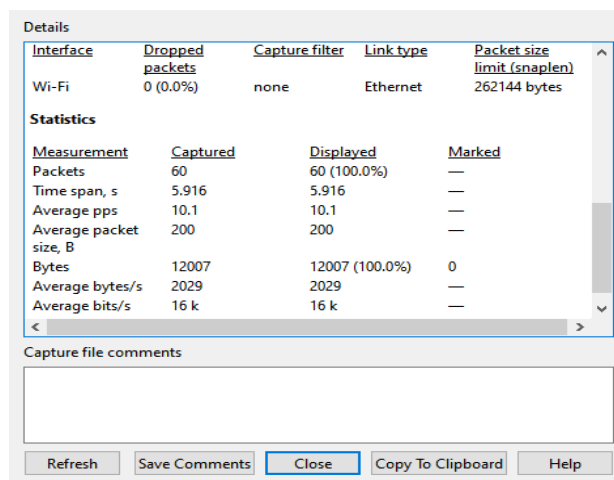 Details
Interface Dropped packets Capture filter Link type Packet size limit (snaplen)
Wi-Fi 0 (0.0%) none Ethernet 262144 bytes
Statistics
Measurement Captured Displayed Marked
Packets 60 60 (100.0%) —
Time span, s 5.916 5.916 —
Average pps 10.1 10.1 —
Average packet size, B 200 200 —
Bytes 12007 12007 (100.0%) 0
Average bytes/s 2029 2029 —
Average bits/s 16 k 16 k —
Capture file comments
Refresh Save Comments Close Copy To Clipboard Help